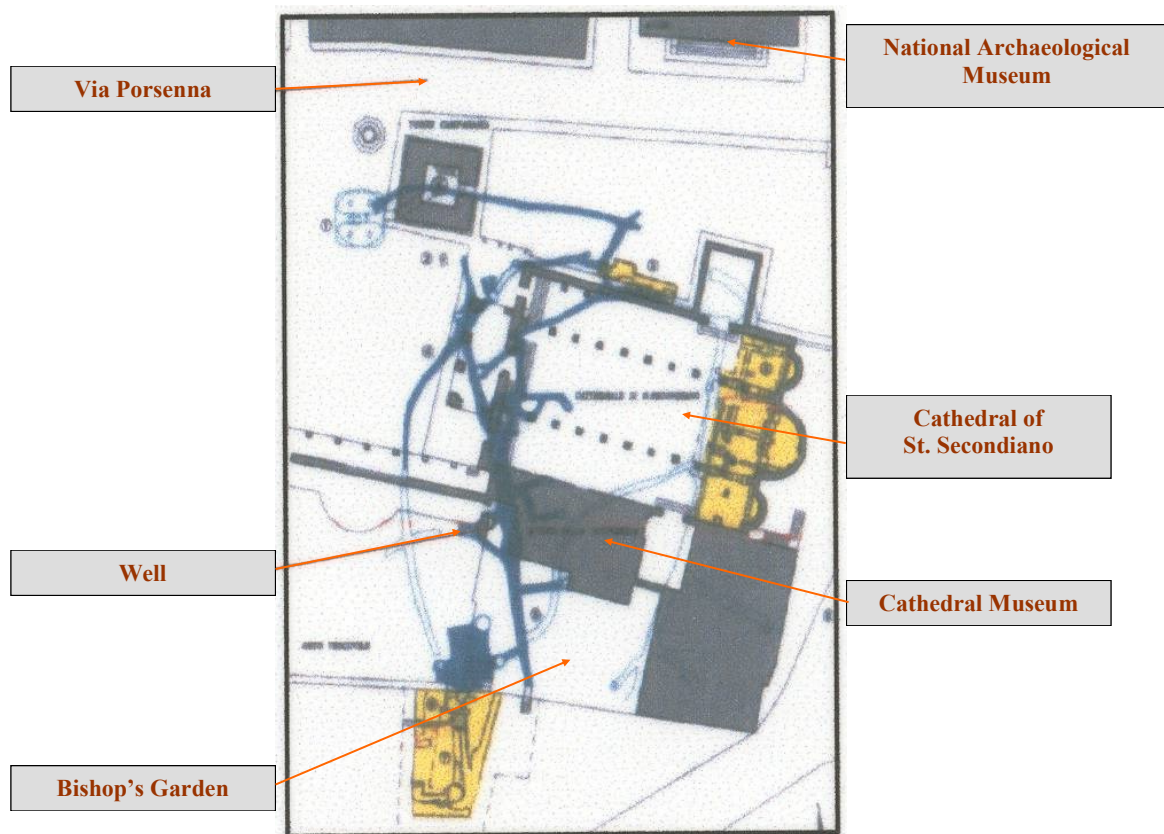 National Archaeological
Museum
Via Porsenna
Cathedral of
St. Secondiano
Well
Cathedral Museum
Bishop’s Garden